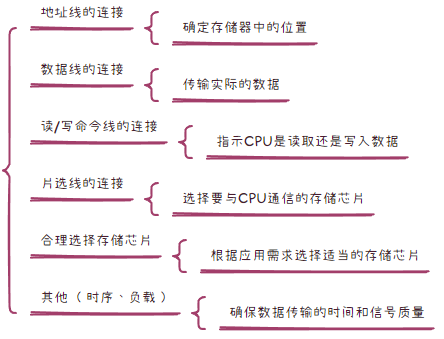 地址线的连接
确定存储器中的位置
数据线的连接
传输实际的数据
读/写命令线的连接
指示CPU是读取还是写入数据
片选线的连接
选择要与CPU通信的存储芯片
合理选择存储芯片
根据应用需求选择适当的存储芯片
其他（时序、负载）
确保数据传输的时间和信号质量